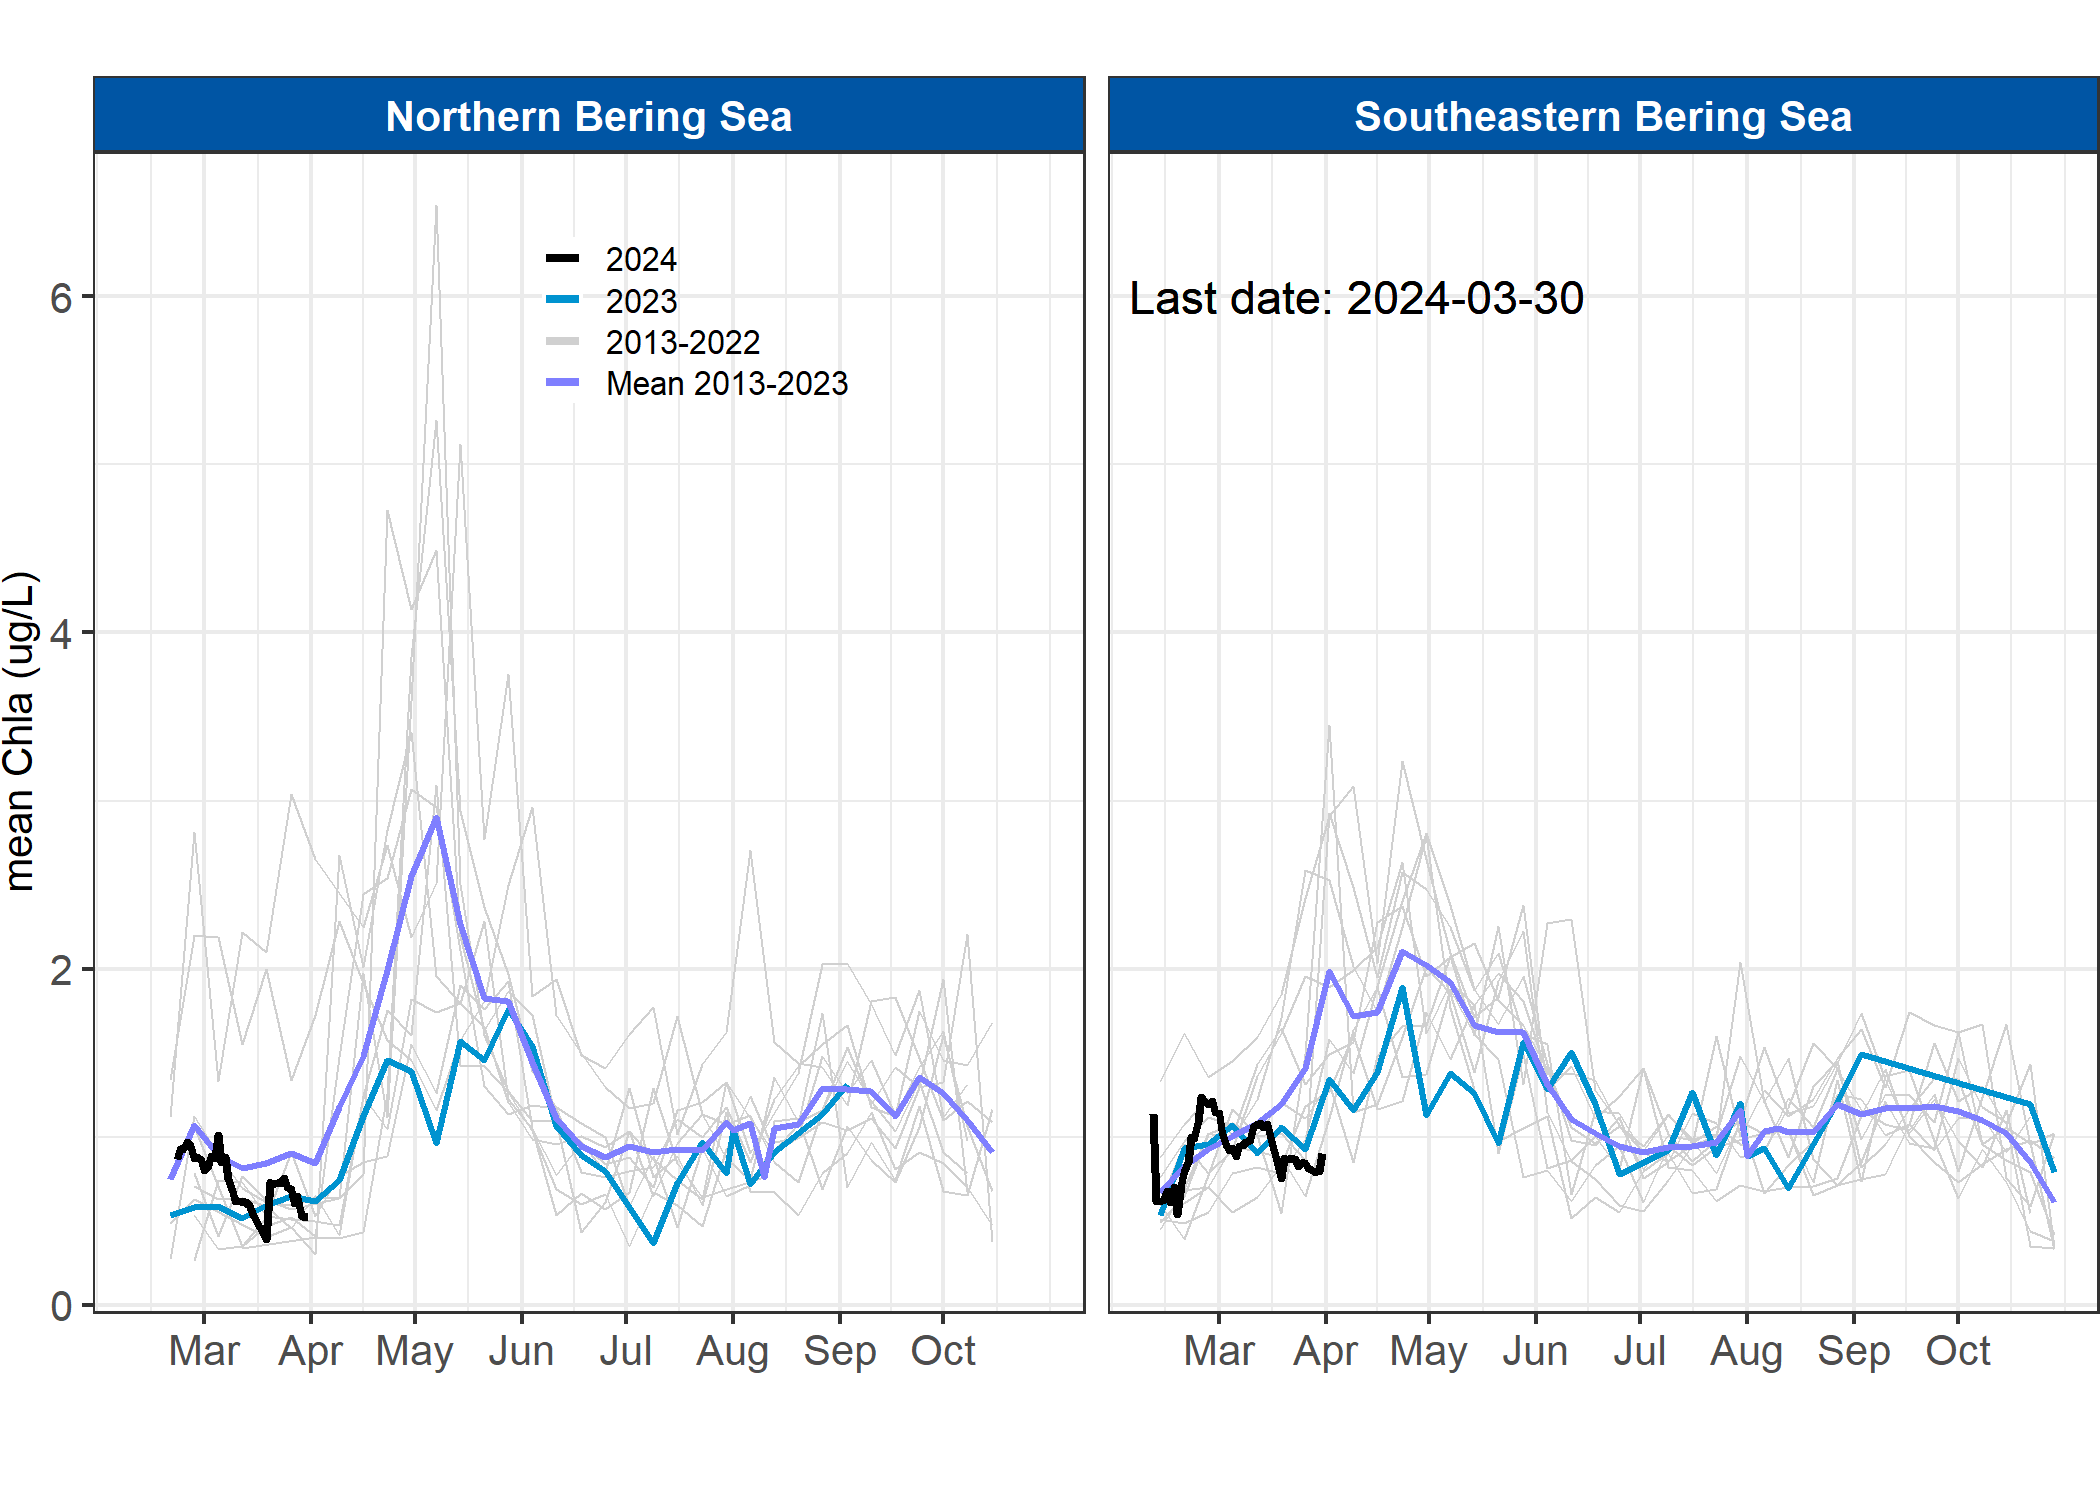 Northern Bering Sea
Southeastern Bering Sea
2024
2023
2013-2022
Mean 2013-2023
Last date: 2024-03-30
mean Chla (ug/L)
6
4
2
0
Mar Apr May Jun Jul Aug Sep Oct
Mar Apr May Jun Jul Aug Sep Oct